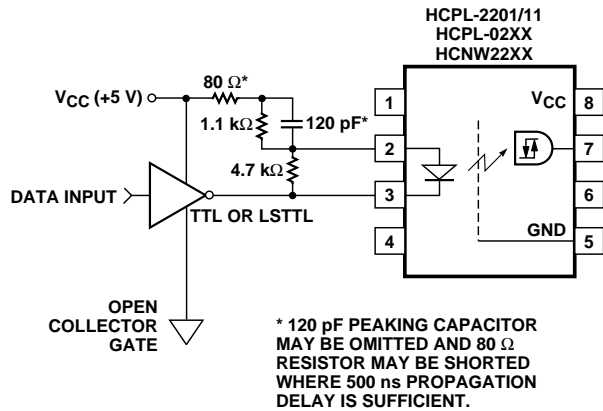 HCPL-2201/11
HCPL-02XX
HCNW22XX
80 Ω*
VCC (+5 V)
1.1 kΩ
120 pF*
4.7 kΩ
DATA INPUT
TTL OR LSTTL
OPEN
COLLECTOR
GATE
1
2
3
4
VCC
8
7
6
GND
5
* 120 pF PEAKING CAPACITOR
MAY BE OMITTED AND 80 Ω
RESISTOR MAY BE SHORTED
WHERE 500 ns PROPAGATION
DELAY IS SUFFICIENT.